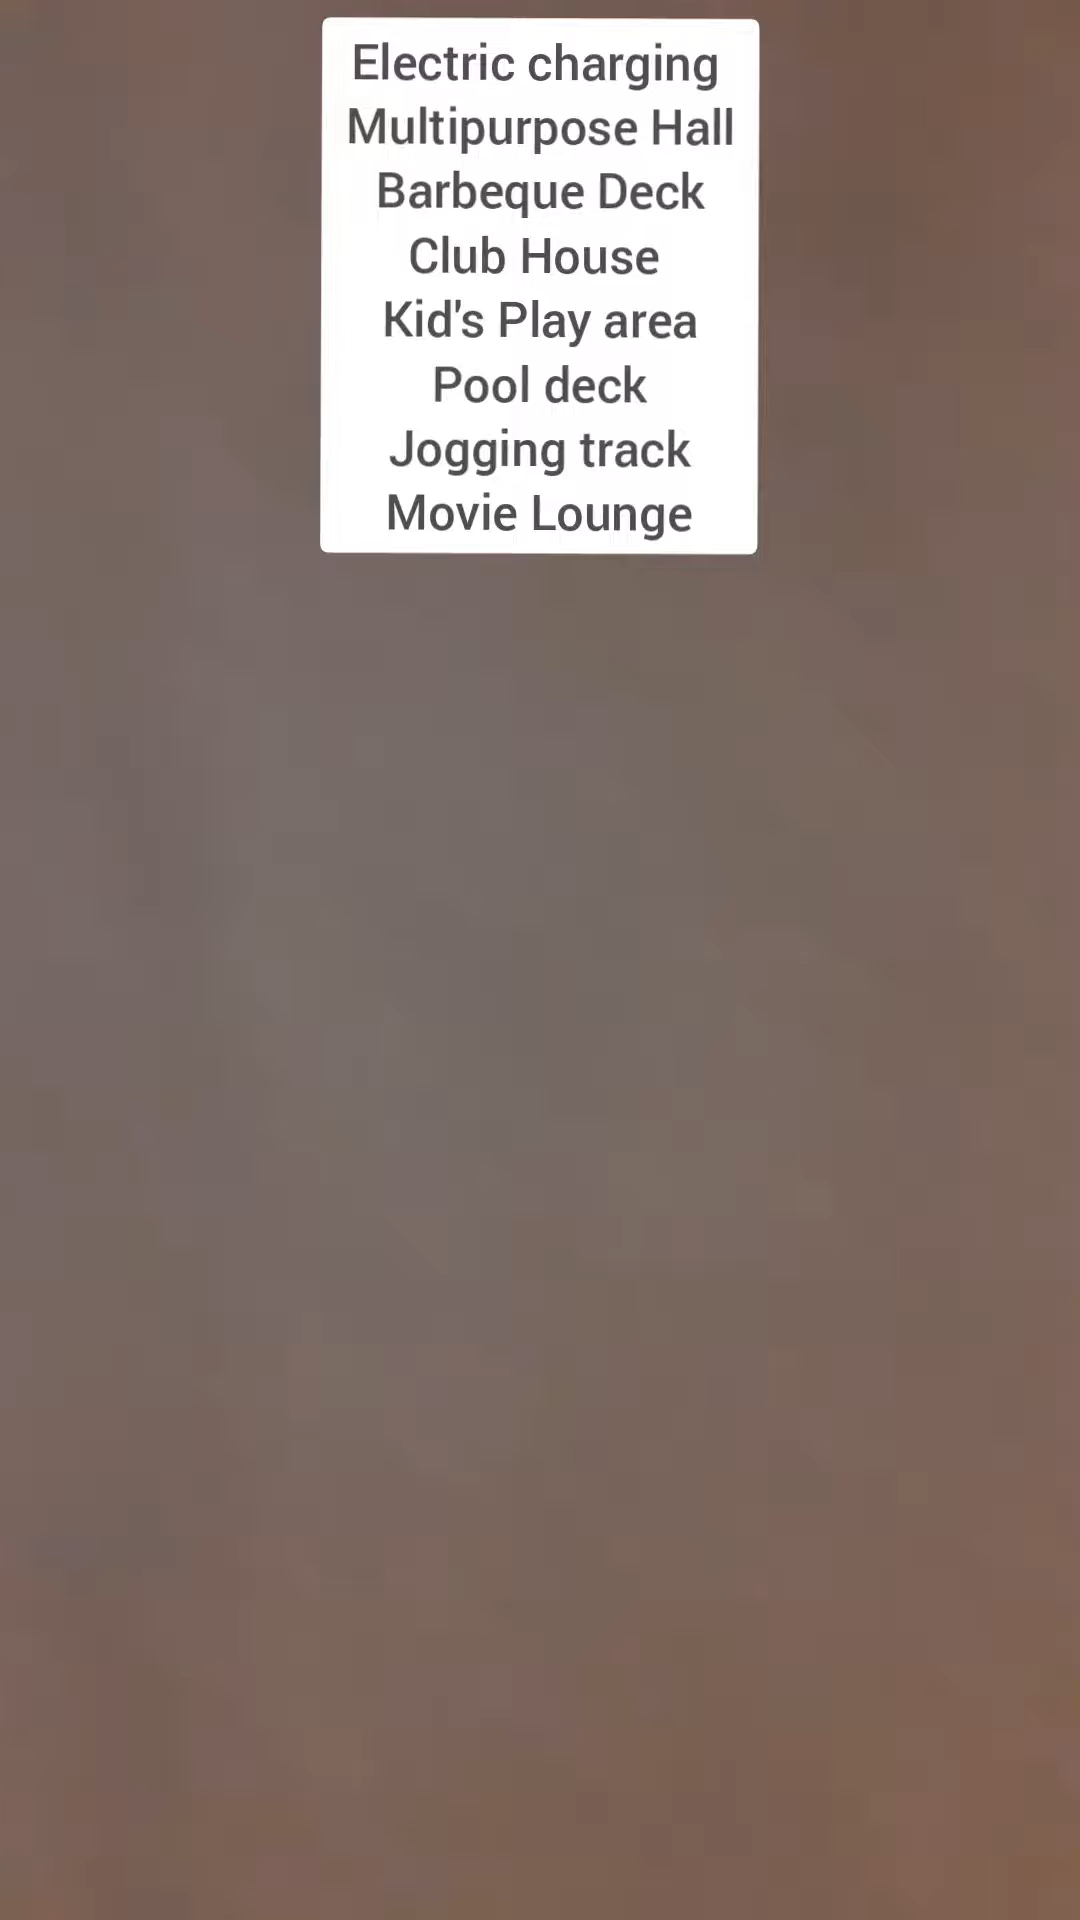 Electric charging
Multipurpose Hall
Barbeque Deck
Club House
Kid's Play area
Pool deck
Jogging track
Movie Lounge